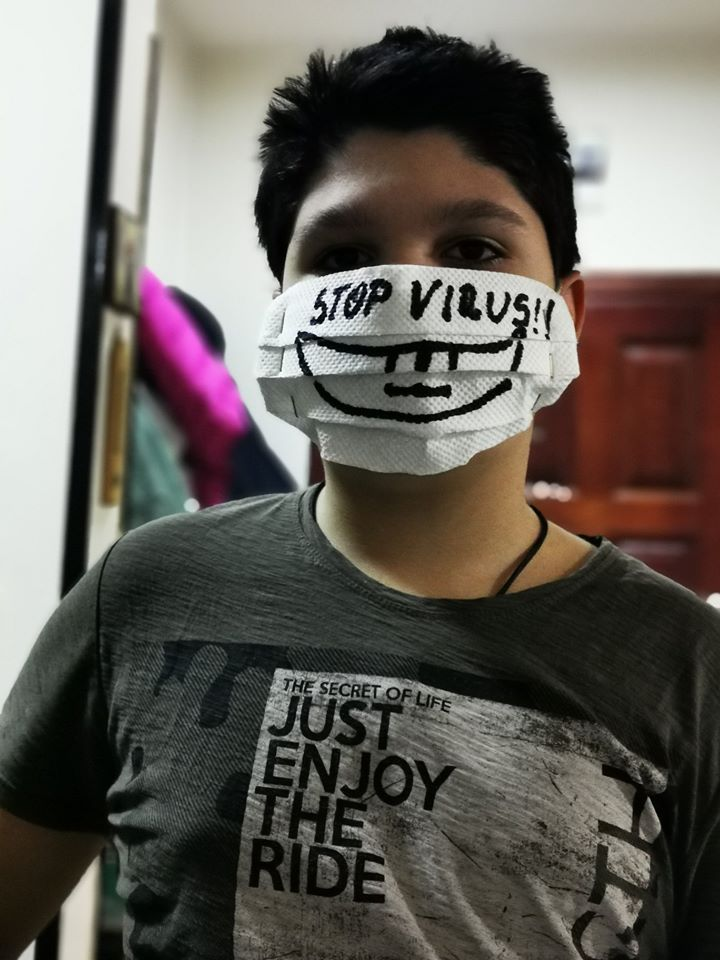 STOP VIRUS!!
THE SECRET OF LIFE
JUST
ENJOY
THE
RIDE